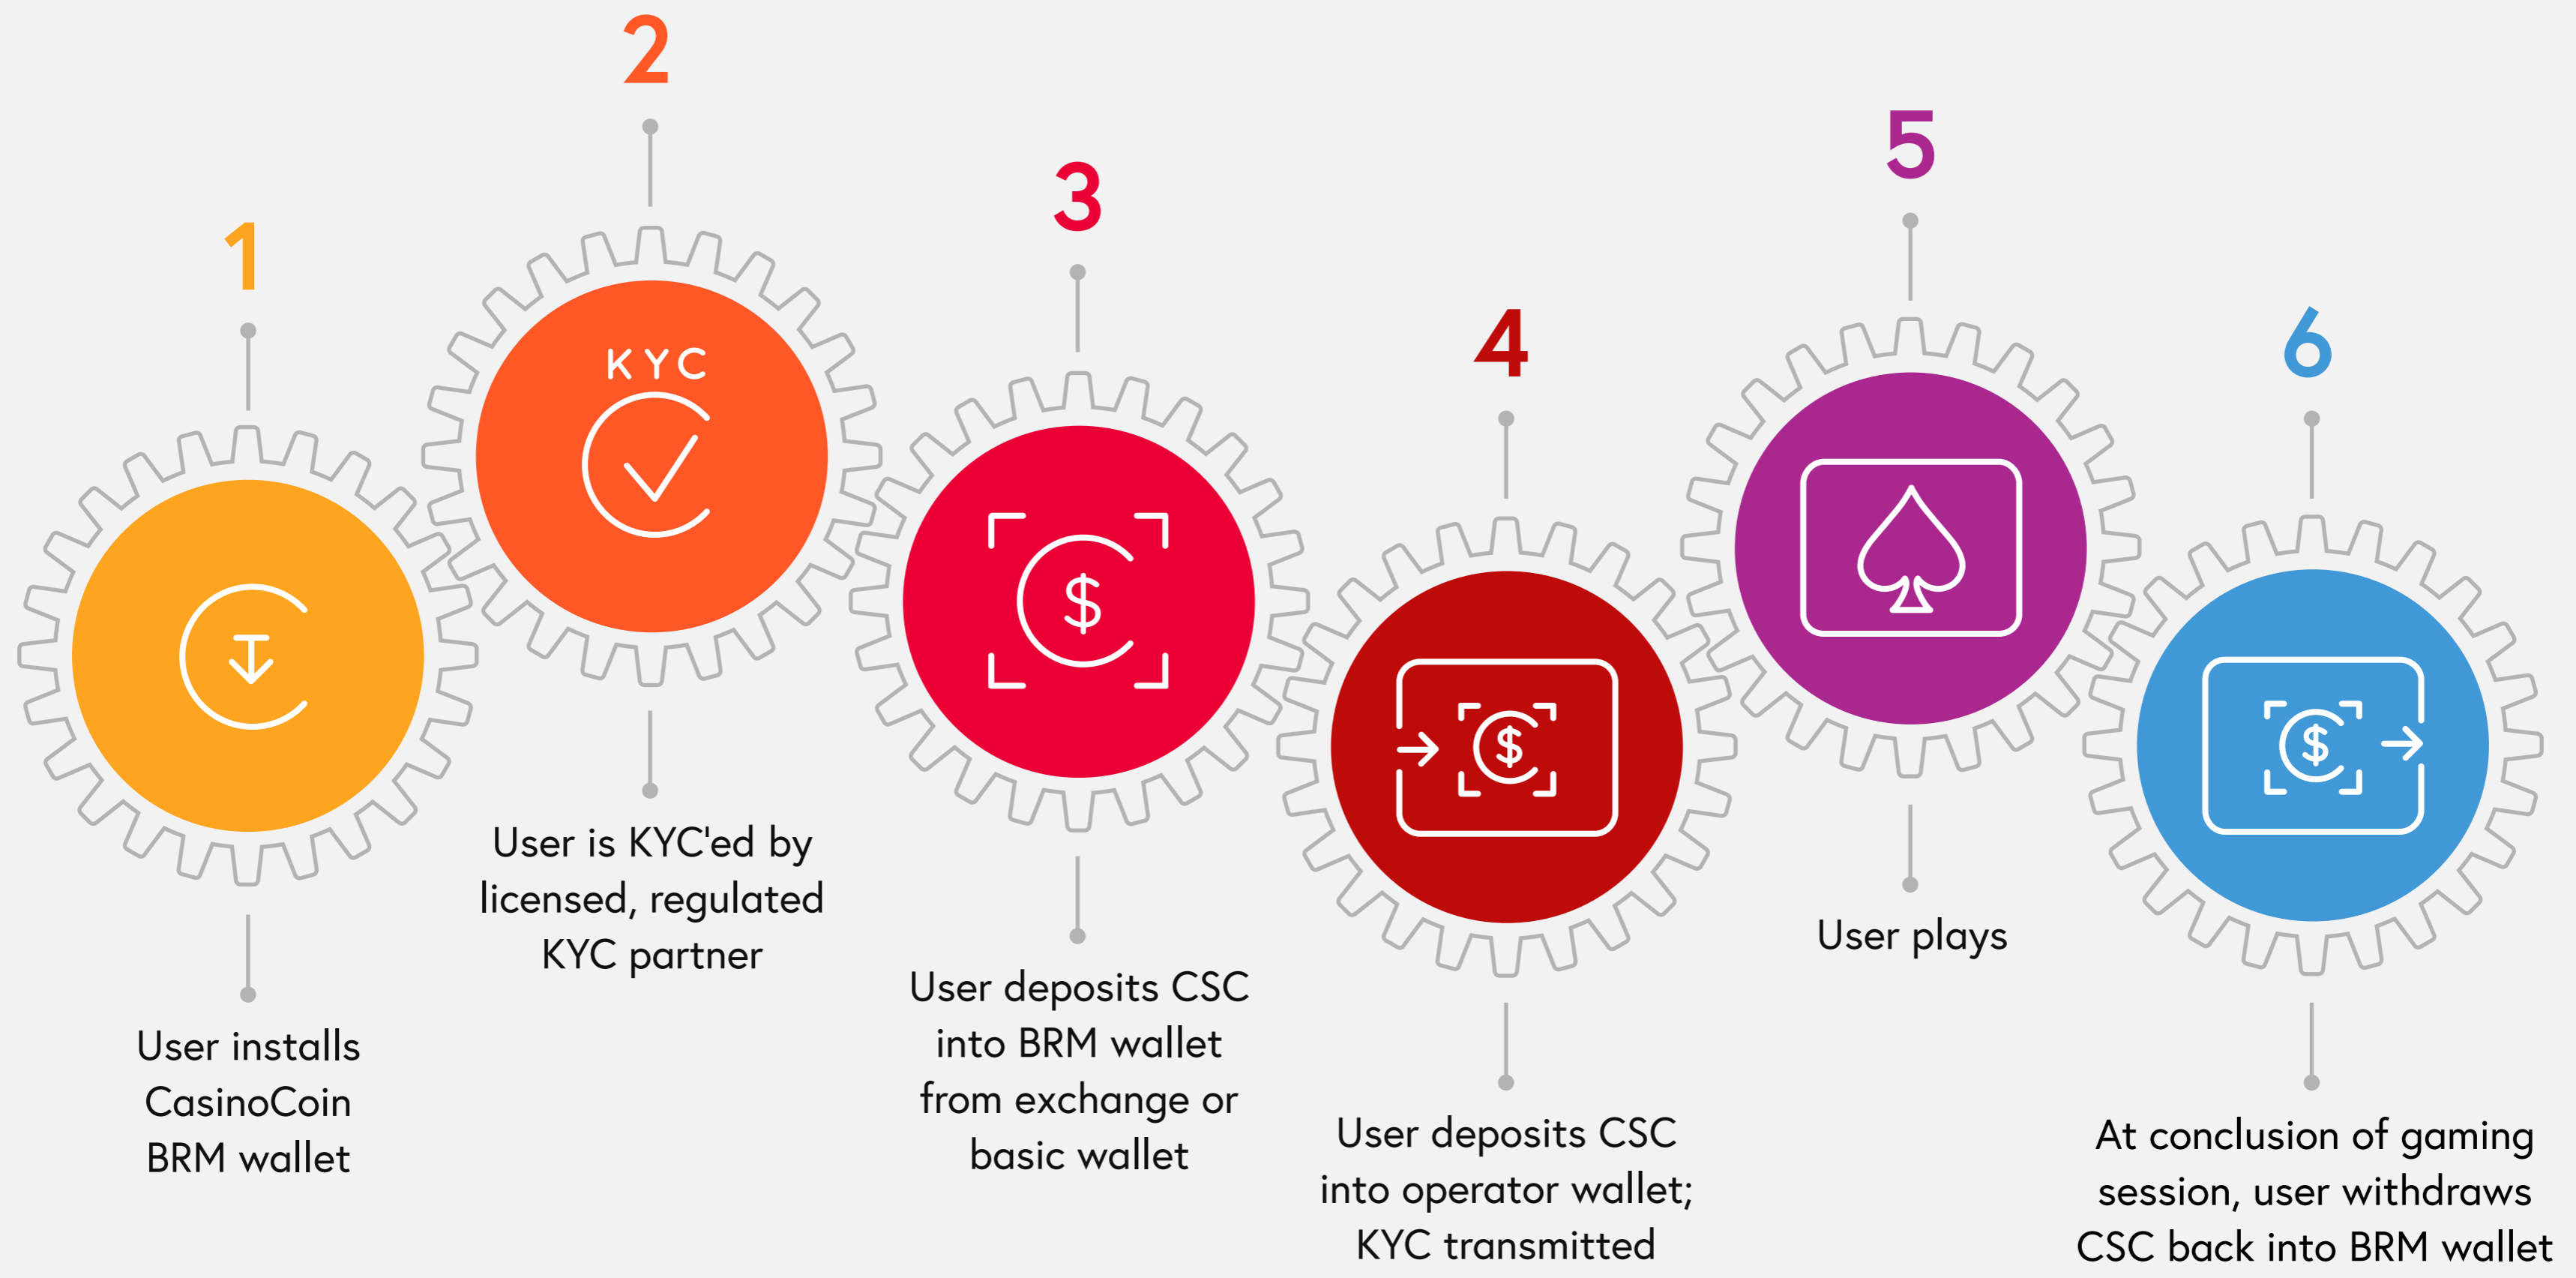 1
User installs
CasinoCoin
BRM wallet
2
KYC
User is KYC'ed by
licensed, regulated
KYC partner
3
$
User deposits CSC
into BRM wallet
from exchange or
basic wallet
4
$
User deposits CSC
into operator wallet;
KYC transmitted
5
User plays
6
$
At conclusion of gaming
session, user withdraws
CSC back into BRM wallet